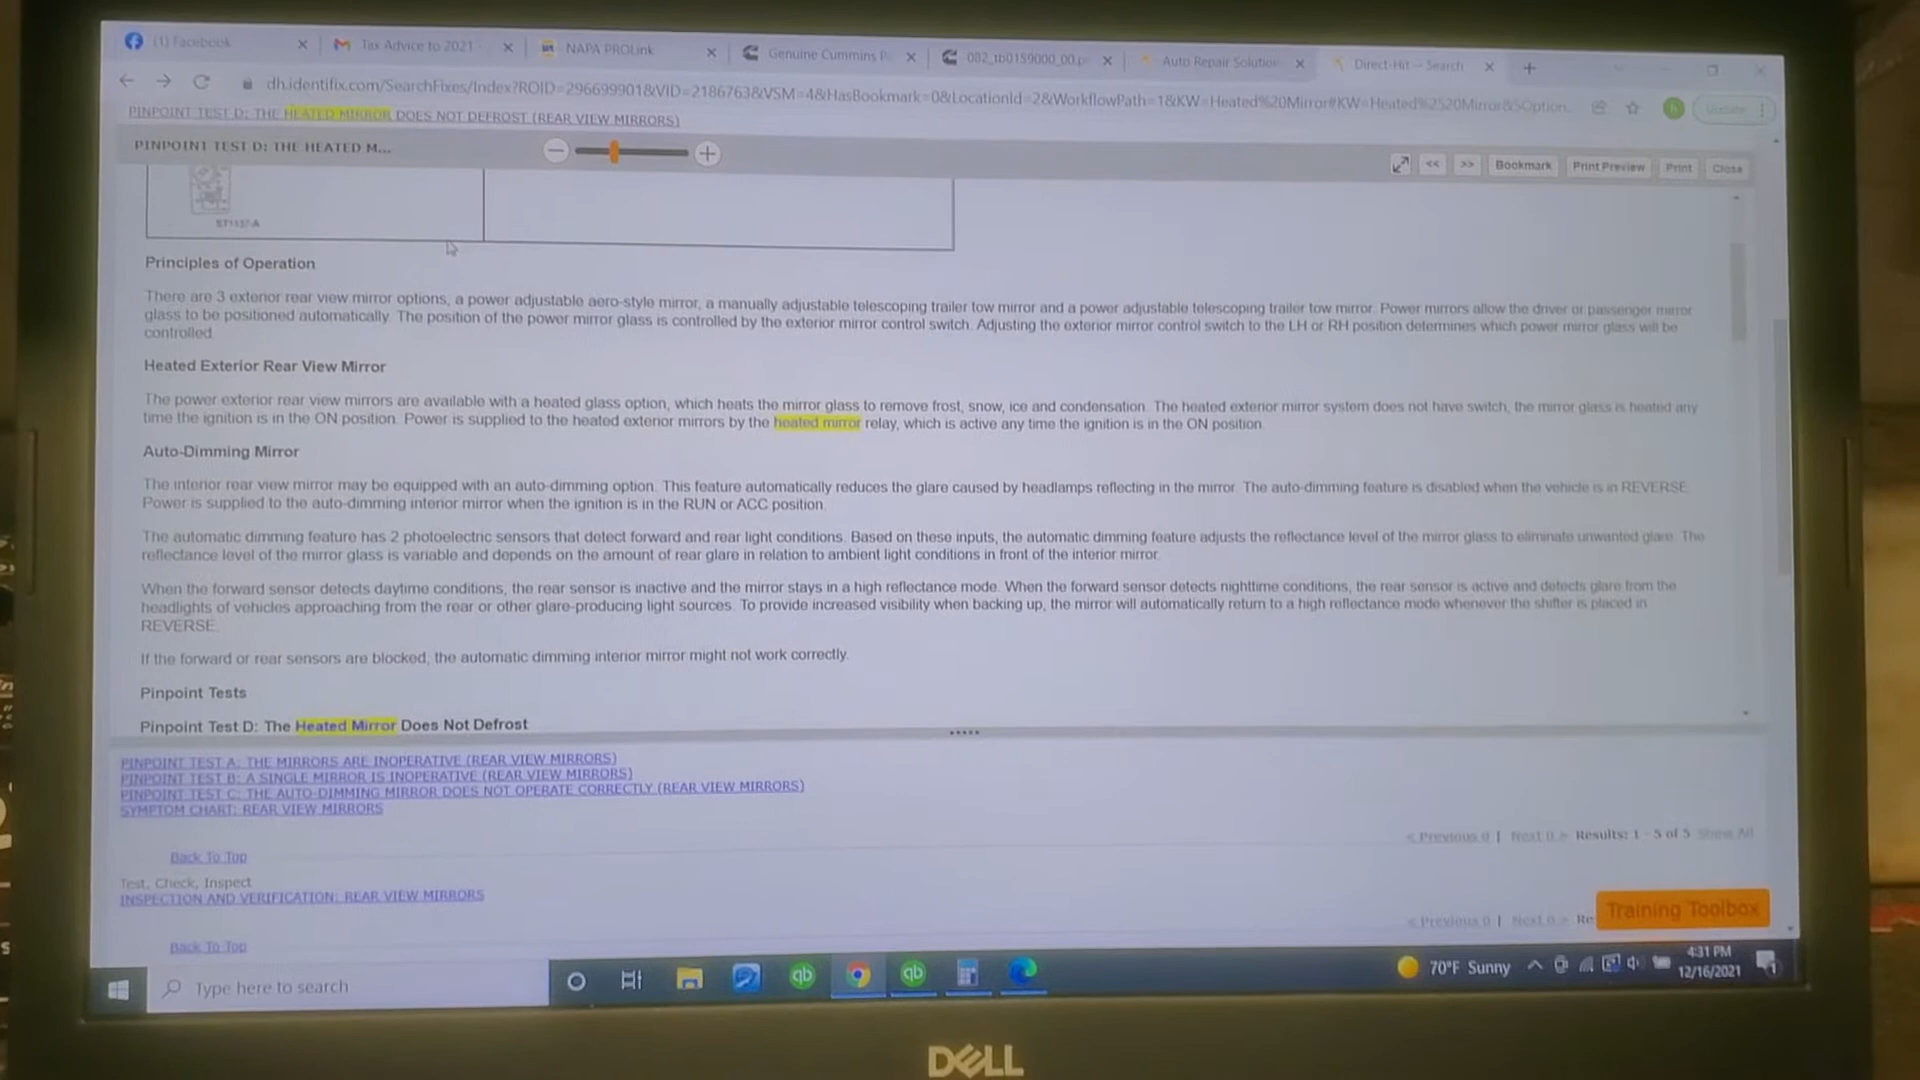 (1) Facebook
Tax Advice to 2021 -
NAPA PROLink
Genuine Cummins P
082_tb0159000_00.p
Auto Repair Solution
Direct-Hit -- Search
dh.identifix.com/SearchFixes/Index?ROID=296699901&VID=2186763&VSM=4&HasBookmark=0&LocationId=2&WorkflowPath=1&KW=Heated%20Mirror#KW=Heated%2520Mirror&SOption...
Update
PINPOINT TEST D: THE HEATED MIRROR DOES NOT DEFROST (REAR VIEW MIRRORS)
PINPOINT TEST D: THE HEATED M...
<< >> Bookmark Print Preview Print Close
ST1137-A
Principles of Operation
There are 3 exterior rear view mirror options, a power adjustable aero-style mirror, a manually adjustable telescoping trailer tow mirror and a power adjustable telescoping trailer tow mirror. Power mirrors allow the driver or passenger mirror
glass to be positioned automatically. The position of the power mirror glass is controlled by the exterior mirror control switch. Adjusting the exterior mirror control switch to the LH or RH position determines which power mirror glass will be
controlled.
Heated Exterior Rear View Mirror
The power exterior rear view mirrors are available with a heated glass option, which heats the mirror glass to remove frost, snow, ice and condensation. The heated exterior mirror system does not have switch, the mirror glass is heated any
time the ignition is in the ON position. Power is supplied to the heated exterior mirrors by the heated mirror relay, which is active any time the ignition is in the ON position.
Auto-Dimming Mirror
The interior rear view mirror may be equipped with an auto-dimming option. This feature automatically reduces the glare caused by headlamps reflecting in the mirror. The auto-dimming feature is disabled when the vehicle is in REVERSE.
Power is supplied to the auto-dimming interior mirror when the ignition is in the RUN or ACC position.
The automatic dimming feature has 2 photoelectric sensors that detect forward and rear light conditions. Based on these inputs, the automatic dimming feature adjusts the reflectance level of the mirror glass to eliminate unwanted glare. The
reflectance level of the mirror glass is variable and depends on the amount of rear glare in relation to ambient light conditions in front of the interior mirror.
When the forward sensor detects daytime conditions, the rear sensor is inactive and the mirror stays in a high reflectance mode. When the forward sensor detects nighttime conditions, the rear sensor is active and detects glare from the
headlights of vehicles approaching from the rear or other glare-producing light sources. To provide increased visibility when backing up, the mirror will automatically return to a high reflectance mode whenever the shifter is placed in
REVERSE.
If the forward or rear sensors are blocked, the automatic dimming interior mirror might not work correctly.
Pinpoint Tests
Pinpoint Test D: The Heated Mirror Does Not Defrost
PINPOINT TEST A: THE MIRRORS ARE INOPERATIVE (REAR VIEW MIRRORS)
PINPOINT TEST B: A SINGLE MIRROR IS INOPERATIVE (REAR VIEW MIRRORS)
PINPOINT TEST C: THE AUTO-DIMMING MIRROR DOES NOT OPERATE CORRECTLY (REAR VIEW MIRRORS)
SYMPTOM CHART: REAR VIEW MIRRORS
< Previous 0 | Next 0 > Results: 1 - 5 of 5 Show All
Back To Top
Test, Check, Inspect
INSPECTION AND VERIFICATION: REAR VIEW MIRRORS
< Previous 0 | Next 0 > Re
Training Toolbox
Back To Top
Type here to search
qb
qb
70°F Sunny
4:31 PM
12/16/2021
1
DELL